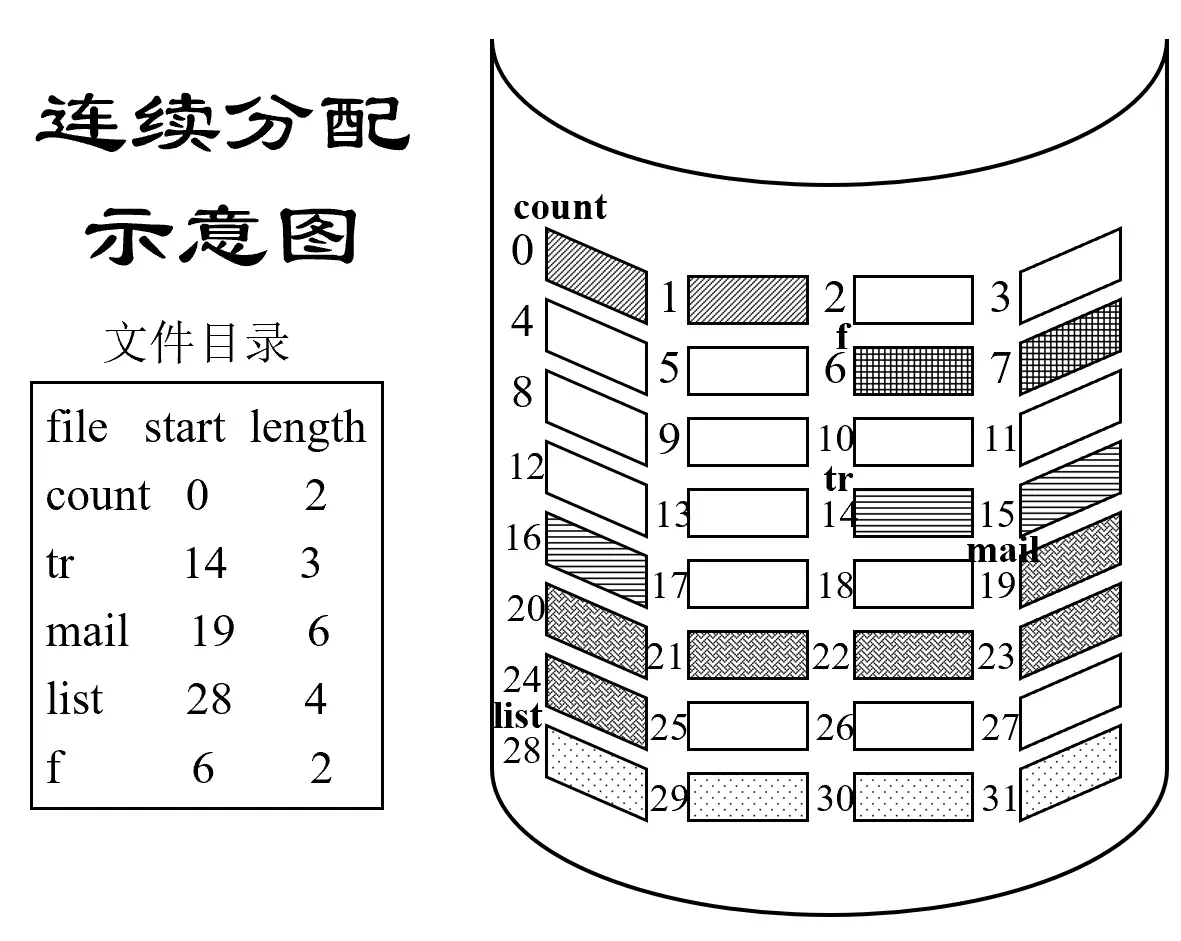 连续分配
示意图
文件目录
file start length
count 0 2
tr 14 3
mail 19 6
list 28 4
f 6 2
count
0 1 2 3
f
4 5 6 7
8 9 10 11
tr
12 13 14 15
mail
16 17 18 19
20 21 22 23
24 25 26 27
list
28 29 30 31